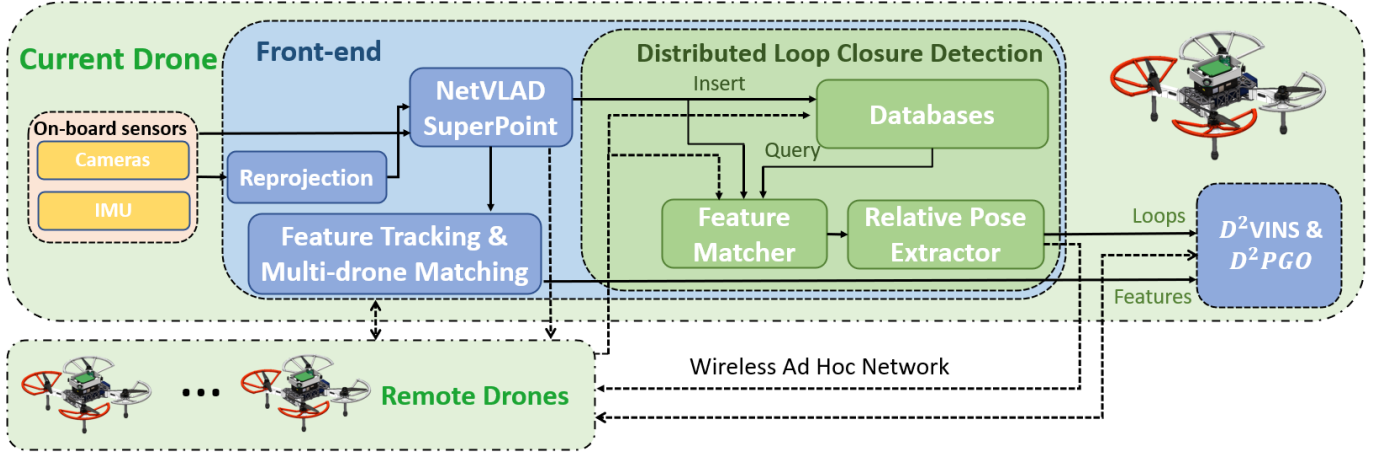 Current Drone
Front-end
Distributed Loop Closure Detection
On-board sensors
Cameras
IMU
Reprojection
NetVLAD
SuperPoint
Insert
Databases
Query
Feature Tracking &
Multi-drone Matching
Feature
Matcher
Relative Pose
Extractor
Loops
D²VINS &
D²PGO
Features
Remote Drones
Wireless Ad Hoc Network